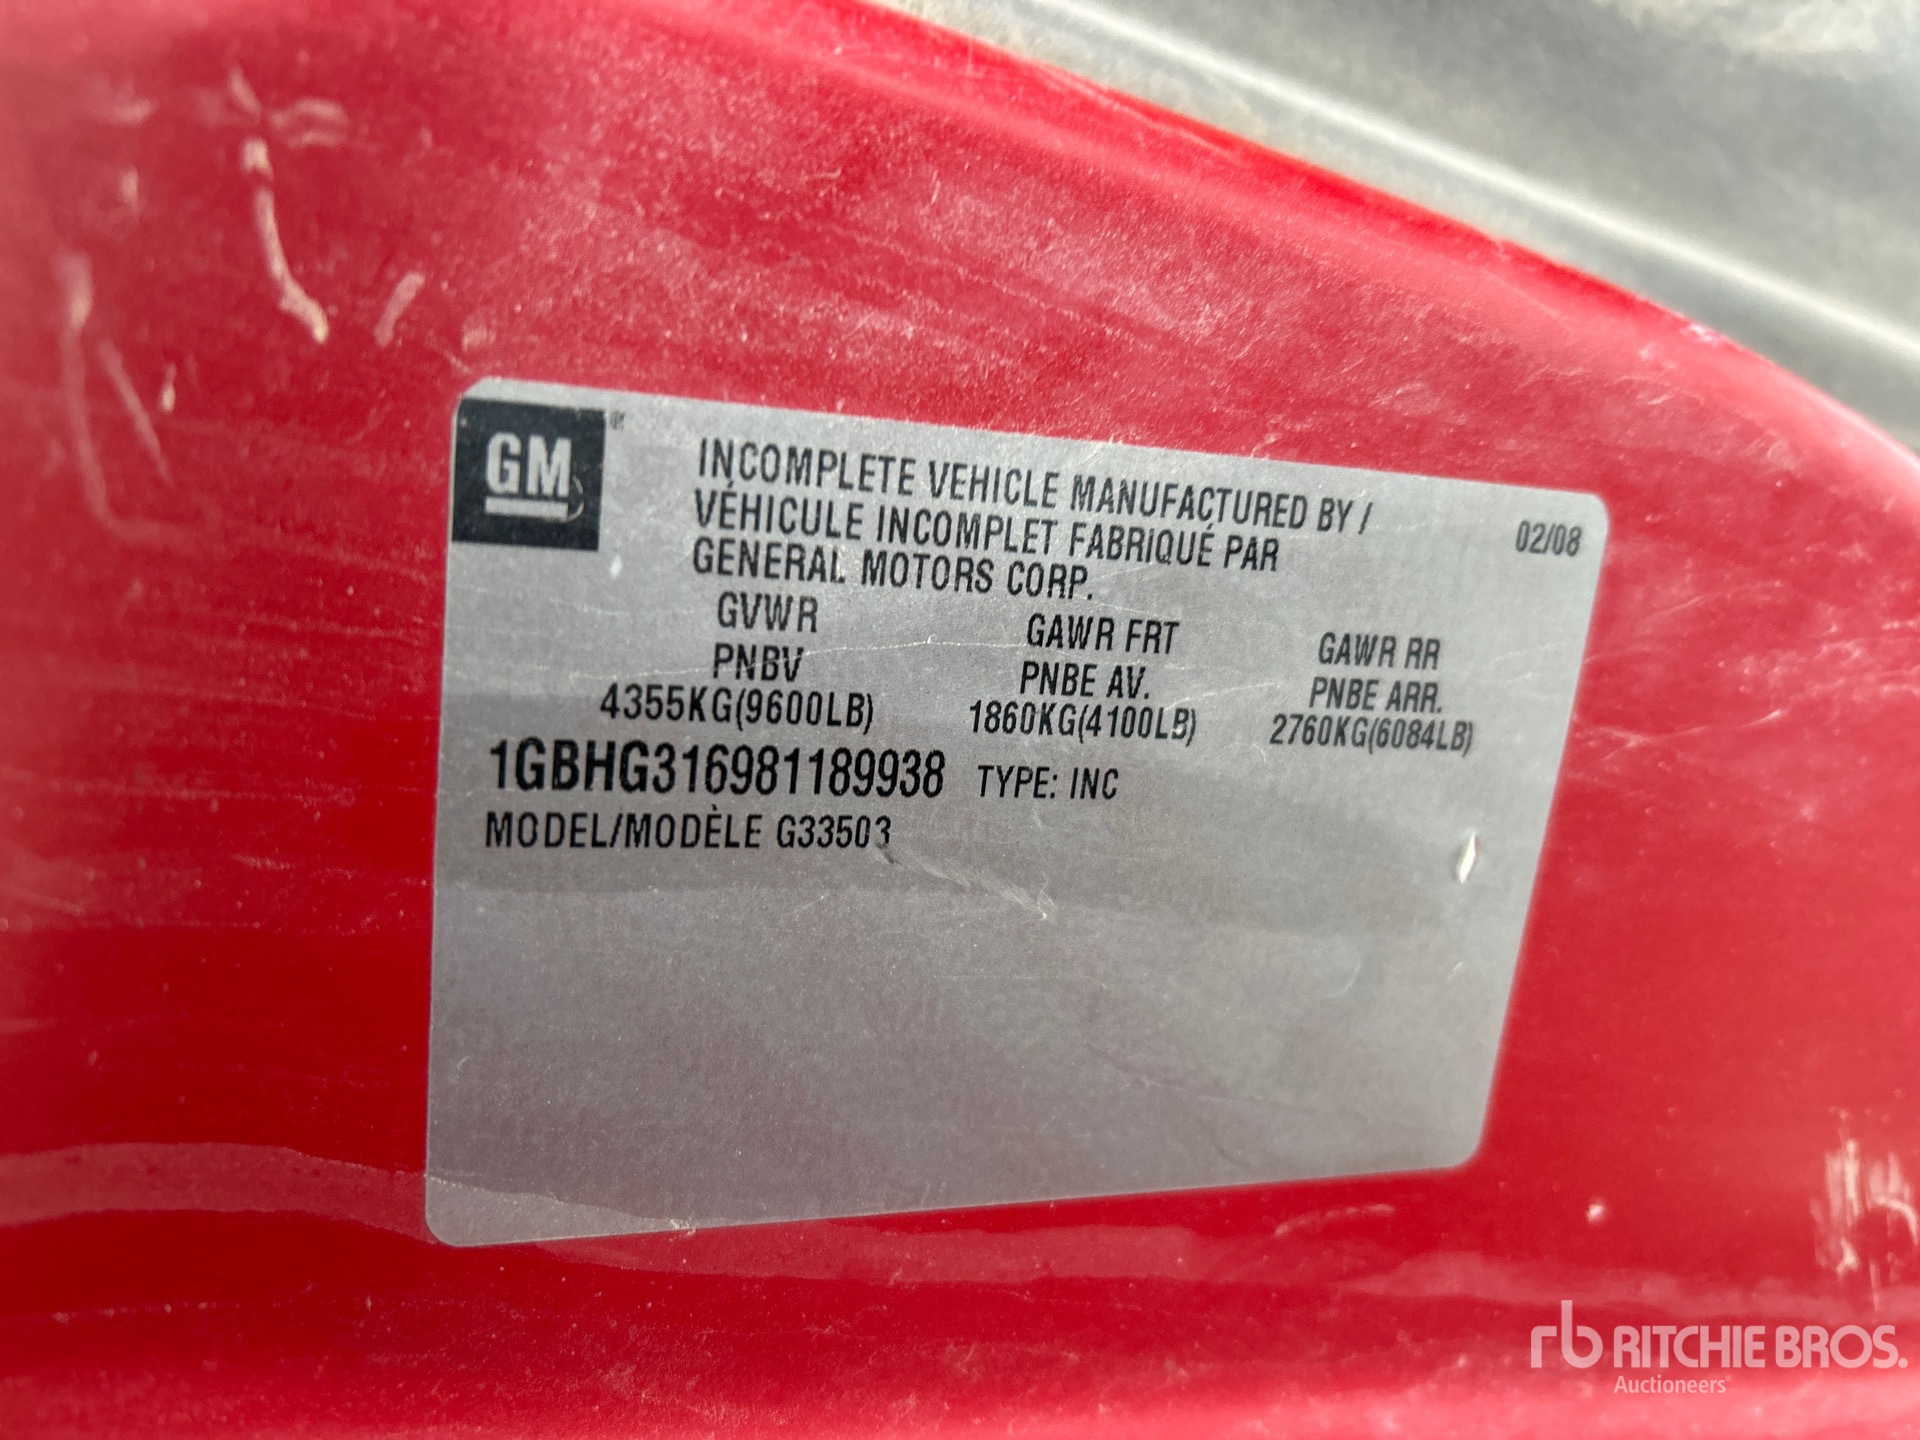 GM®
INCOMPLETE VEHICLE MANUFACTURED BY /
VÉHICULE INCOMPLET FABRIQUÉ PAR
GENERAL MOTORS CORP.
02/08
GVWR GAWR FRT GAWR RR
PNBV PNBE AV. PNBE ARR.
4355KG(9600LB) 1860KG(4100LB) 2760KG(6084LB)
1GBHG316981189938 TYPE: INC
MODEL/MODÈLE G33503
rb RITCHIE BROS.
Auctioneers